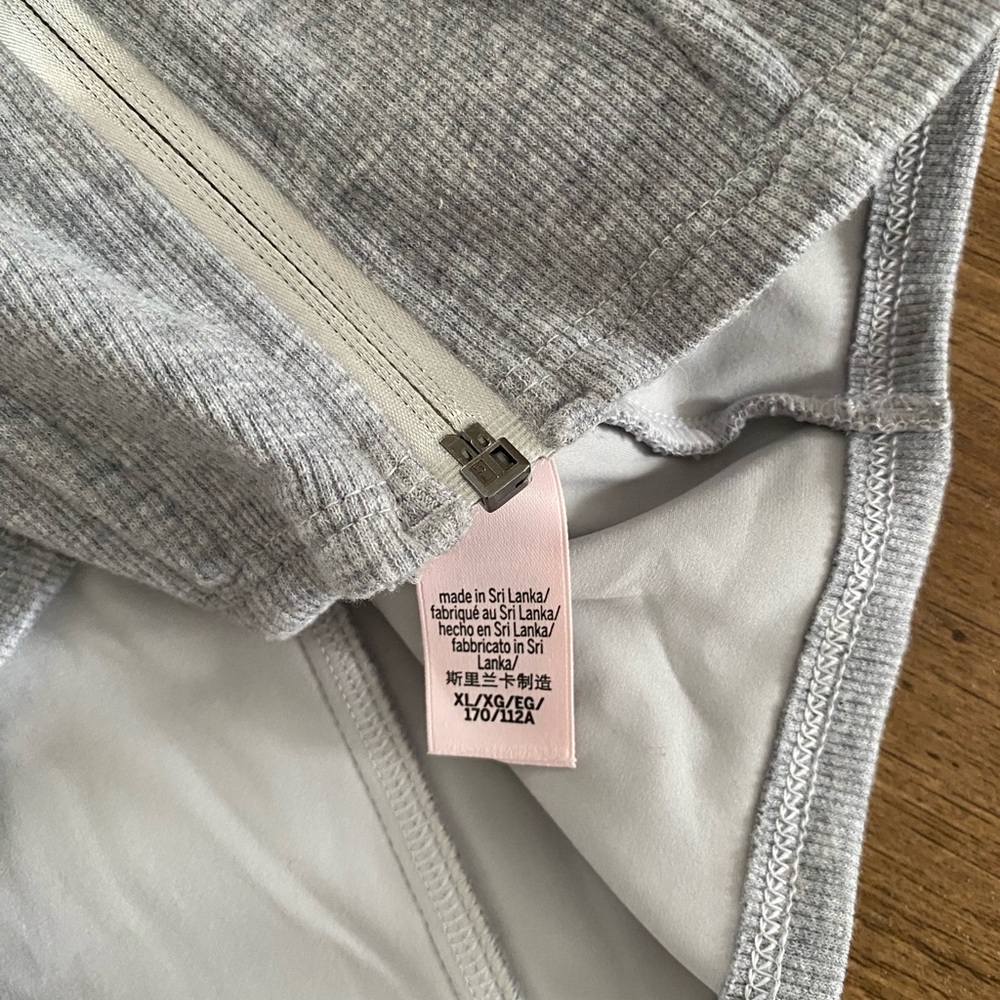 made in Sri Lanka/
fabriqué au Sri Lanka/
hecho en Sri Lanka/
fabbricato in Sri
Lanka/
斯里兰卡制造
XL/XG/EG/
170/112A